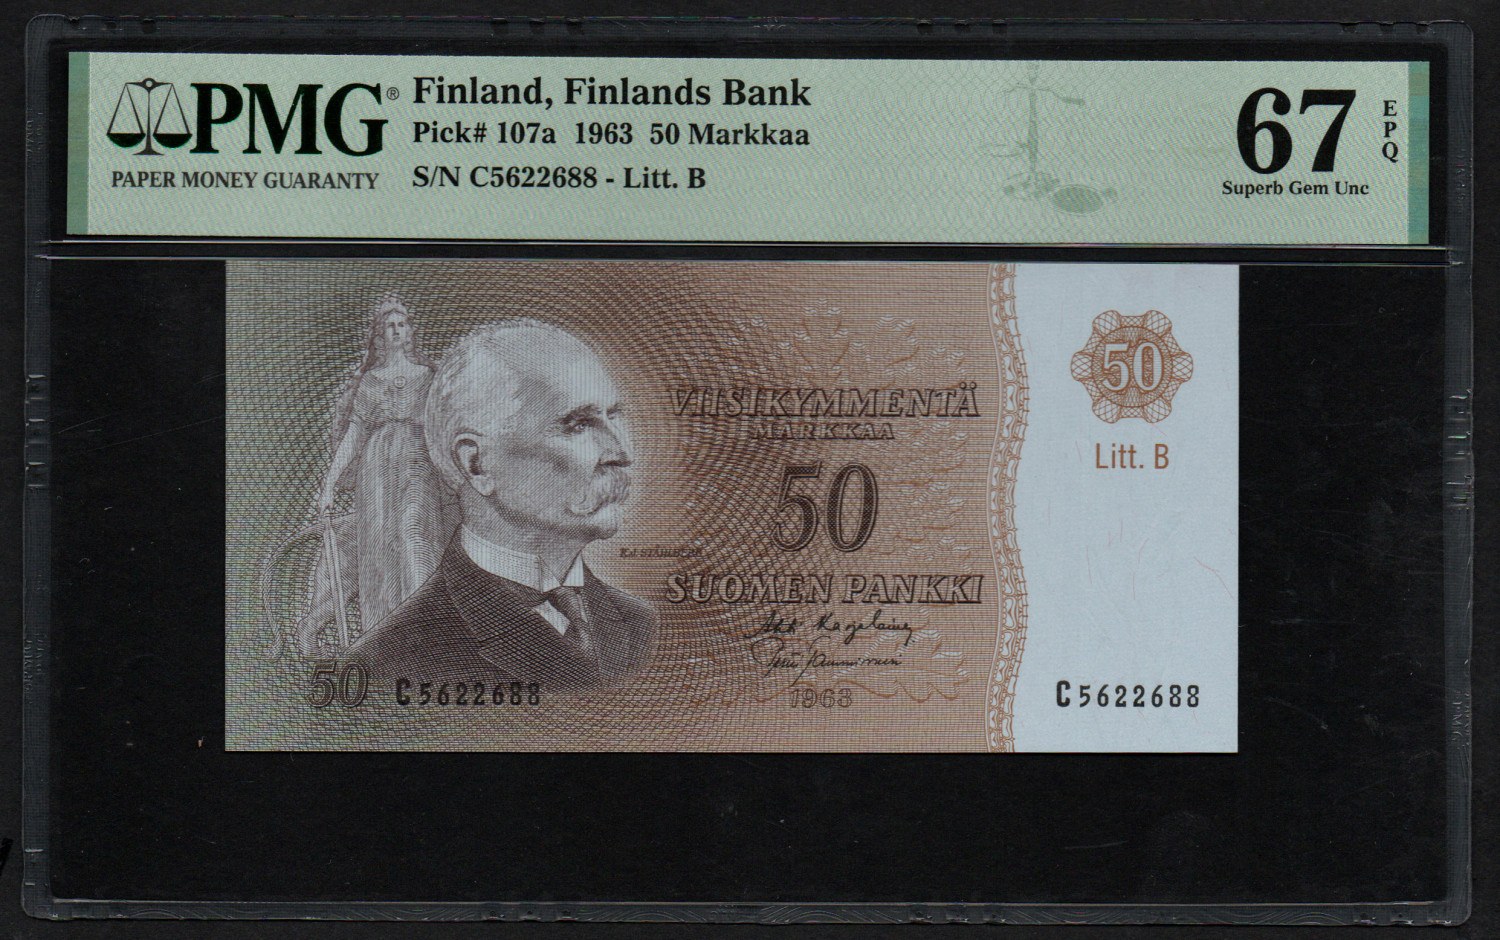 PMG®
PAPER MONEY GUARANTY
Finland, Finlands Bank
Pick# 107a 1963 50 Markkaa
S/N C5622688 - Litt. B
67
EPQ
Superb Gem Unc
50
Litt. B
VIISIKYMMENTÄ
MARKKAA
50
K.J. STÅHLBERG
SUOMEN PANKKI
1963
50 C5622688
C5622688